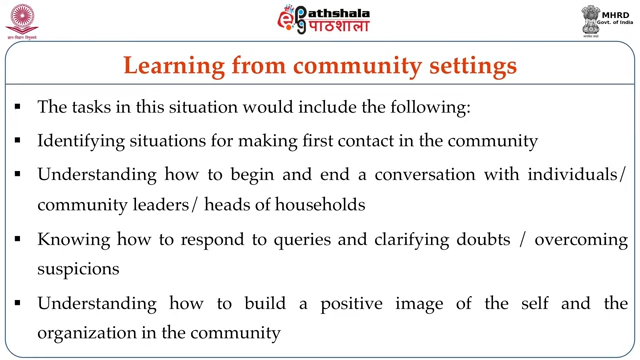 Pathshala
पाठशाला
MHRD
Govt. of India
Learning from community settings
▪ The tasks in this situation would include the following:
▪ Identifying situations for making first contact in the community
▪ Understanding how to begin and end a conversation with individuals/
community leaders/ heads of households
▪ Knowing how to respond to queries and clarifying doubts / overcoming
suspicions
▪ Understanding how to build a positive image of the self and the
organization in the community